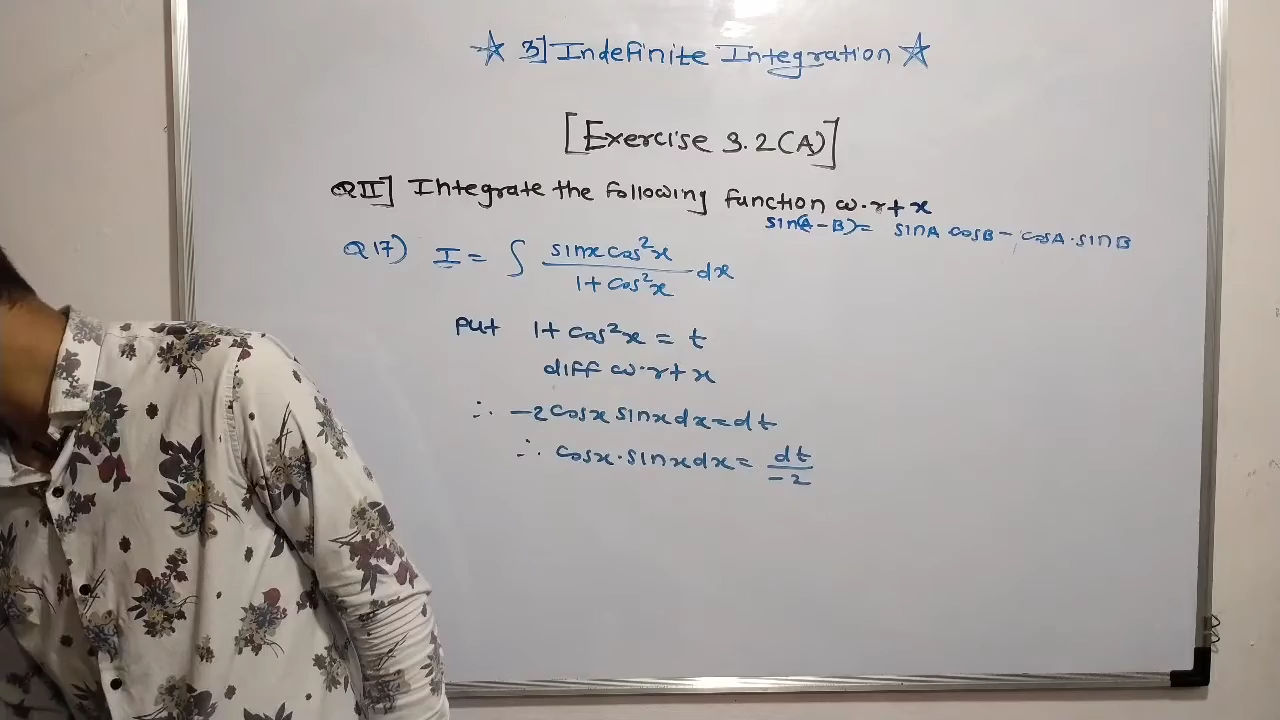 ☆ 3] Indefinite Integration ☆
[Exercise 3.2(A)]
QII] Integrate the following function w.r.t x
sin(A-B)= sinA cosB - cosA.sinB
Q17) I = ∫ sinx cos²x / 1+cos²x dx
Put 1+cos²x = t
diff w.r.t x
∴ -2cosx sinx dx = dt
∴ cosx.sinx dx = dt/-2